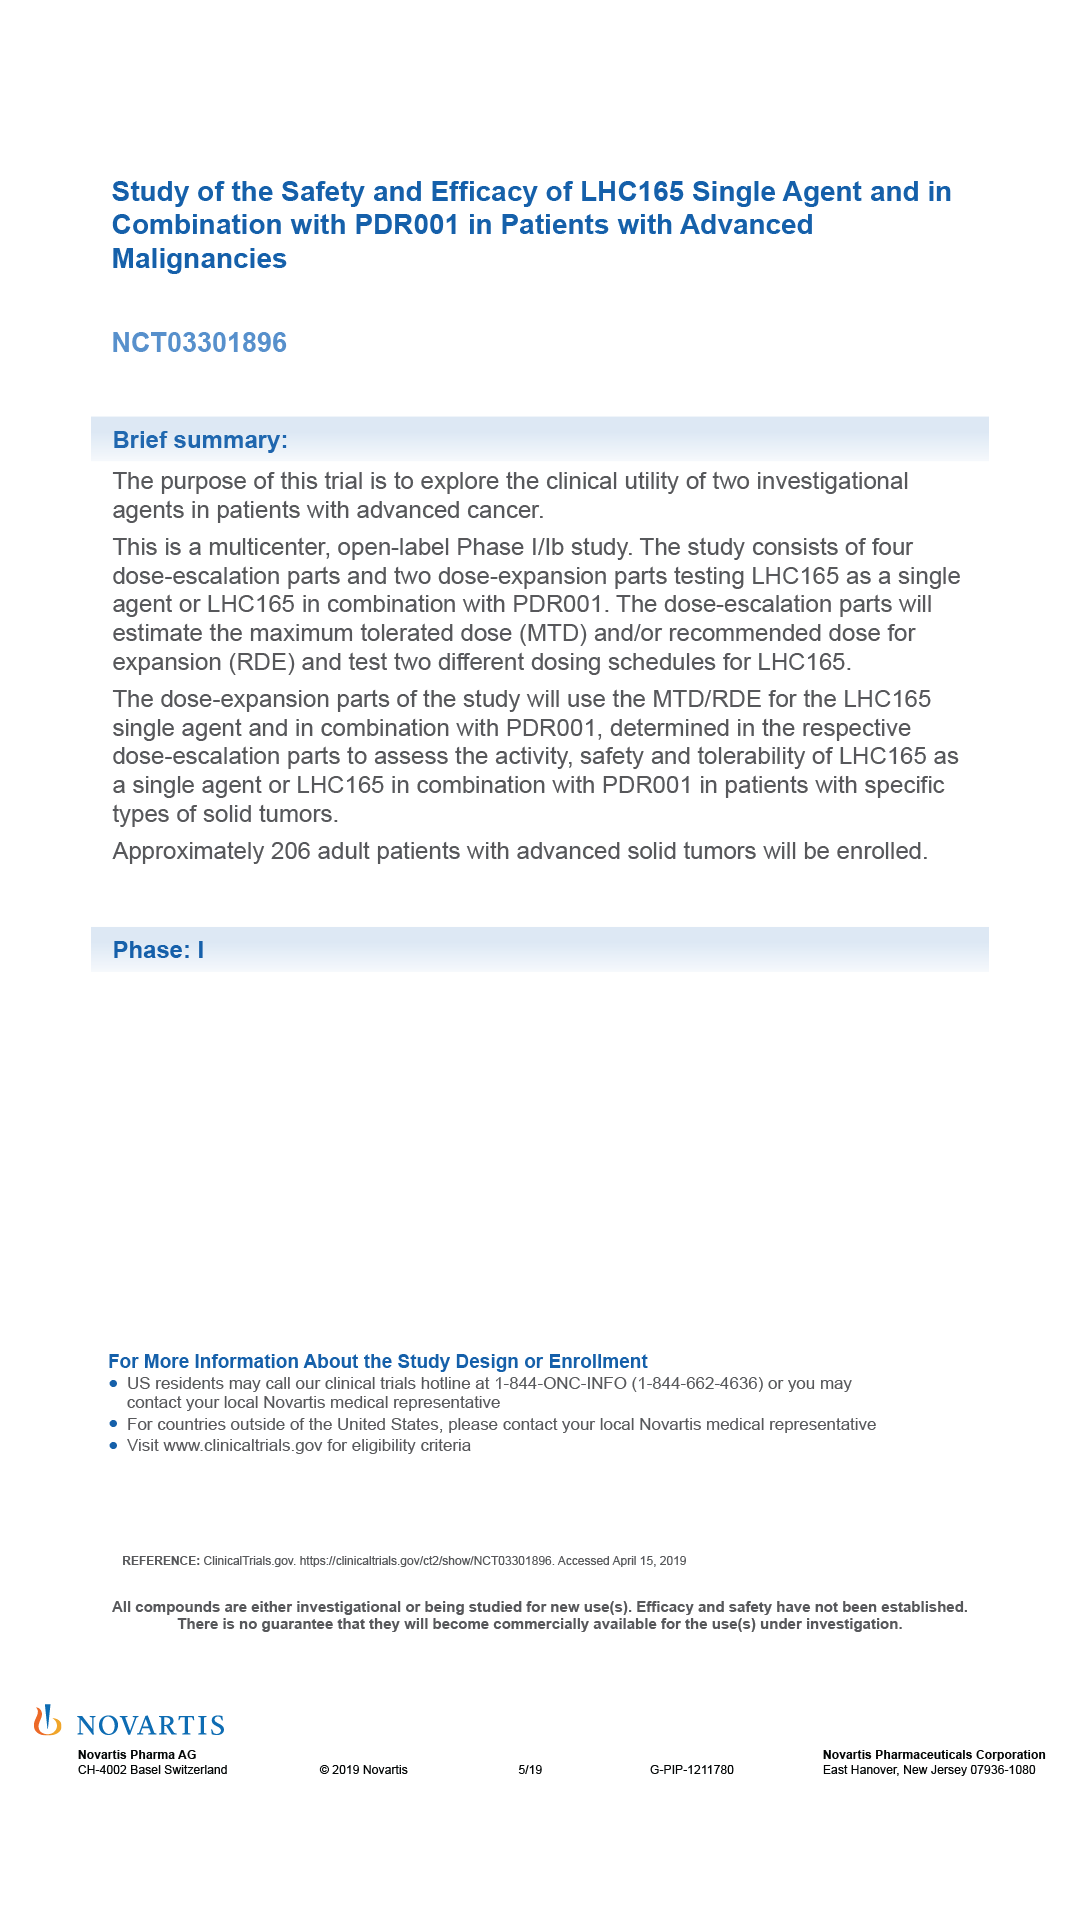 Study of the Safety and Efficacy of LHC165 Single Agent and in
Combination with PDR001 in Patients with Advanced
Malignancies
NCT03301896
Brief summary:
The purpose of this trial is to explore the clinical utility of two investigational
agents in patients with advanced cancer.
This is a multicenter, open-label Phase I/Ib study. The study consists of four
dose-escalation parts and two dose-expansion parts testing LHC165 as a single
agent or LHC165 in combination with PDR001. The dose-escalation parts will
estimate the maximum tolerated dose (MTD) and/or recommended dose for
expansion (RDE) and test two different dosing schedules for LHC165.
The dose-expansion parts of the study will use the MTD/RDE for the LHC165
single agent and in combination with PDR001, determined in the respective
dose-escalation parts to assess the activity, safety and tolerability of LHC165 as
a single agent or LHC165 in combination with PDR001 in patients with specific
types of solid tumors.
Approximately 206 adult patients with advanced solid tumors will be enrolled.
Phase: I
For More Information About the Study Design or Enrollment
• US residents may call our clinical trials hotline at 1-844-ONC-INFO (1-844-662-4636) or you may
contact your local Novartis medical representative
• For countries outside of the United States, please contact your local Novartis medical representative
• Visit www.clinicaltrials.gov for eligibility criteria
REFERENCE: ClinicalTrials.gov. https://clinicaltrials.gov/ct2/show/NCT03301896. Accessed April 15, 2019
All compounds are either investigational or being studied for new use(s). Efficacy and safety have not been established.
There is no guarantee that they will become commercially available for the use(s) under investigation.
NOVARTIS
Novartis Pharma AG Novartis Pharmaceuticals Corporation
CH-4002 Basel Switzerland © 2019 Novartis 5/19 G-PIP-1211780 East Hanover, New Jersey 07936-1080